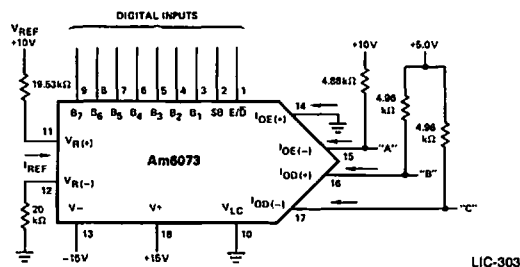 DIGITAL INPUTS
VREF
+10V
+10V
+5.0V
19.53kΩ
4.88kΩ
4.96
kΩ
4.96
kΩ
9 8 7 6 5 4 3 2 1
B7 B6 B5 B4 B3 B2 B1 SB E/D
14
IOE(+)
11
VR(+)
IOE(−)
15
"A"
IREF
Am6073
12
VR(−)
IOD(+)
16
"B"
20
kΩ
V− V+ VLC
IOD(−)
17
"C"
13 18 10
−15V +15V
LIC-303